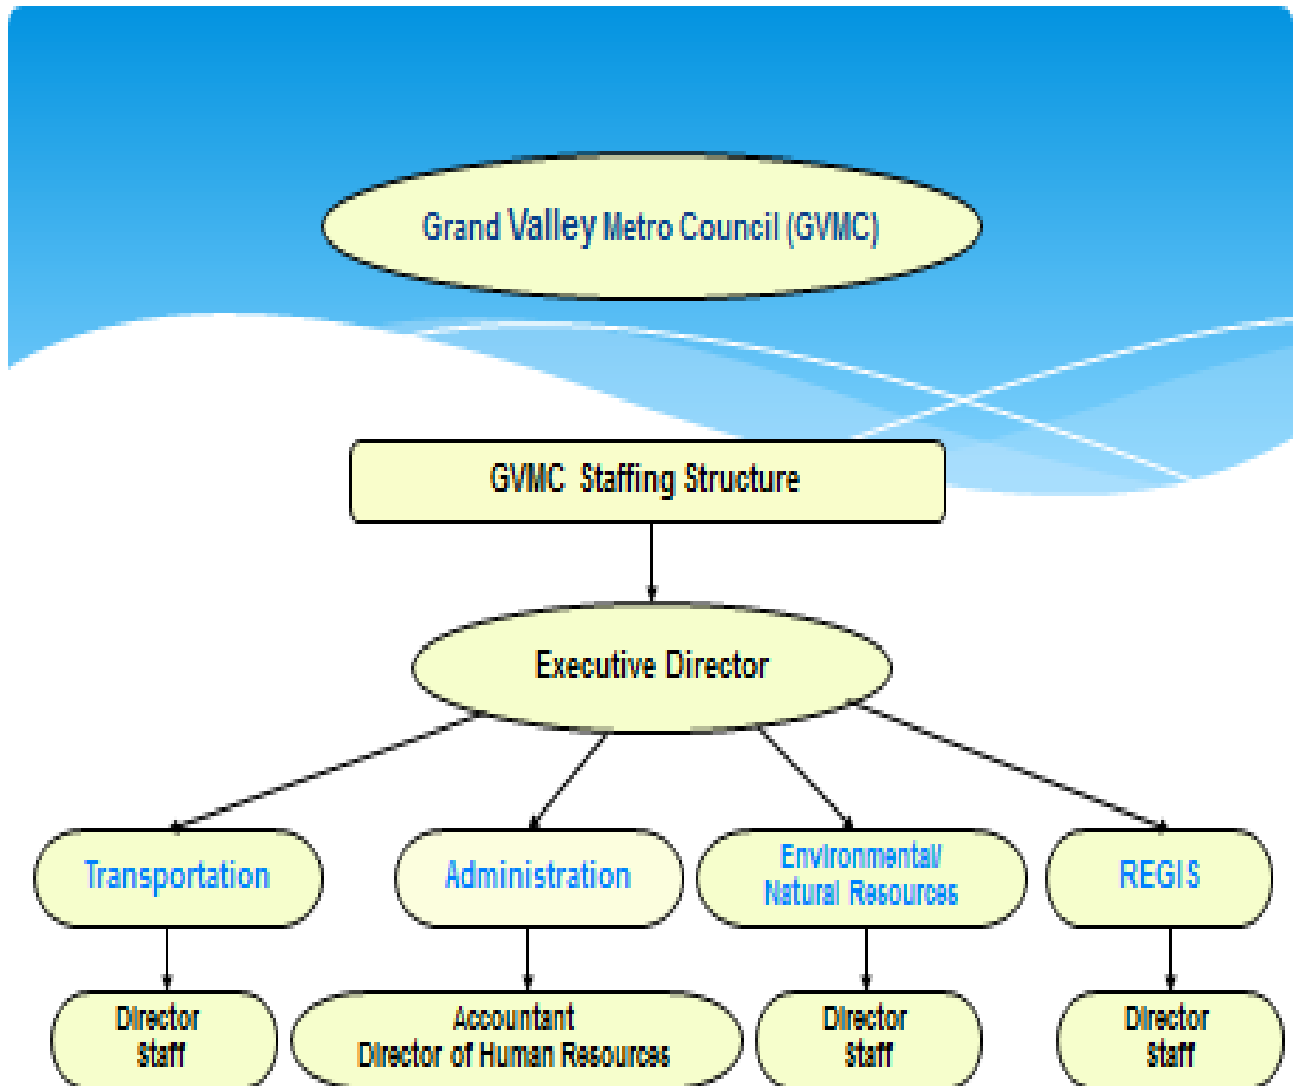 Grand Valley Metro Council (GVMC)
GVMC Staffing Structure
Executive Director
Transportation
Administration
Environmental/
Natural Resources
REGIS
Director
Staff
Accountant
Director of Human Resources
Director
Staff
Director
Staff